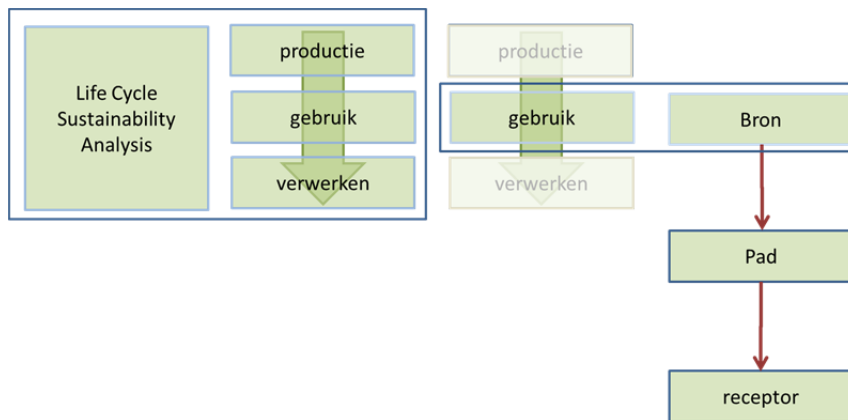 Life Cycle
Sustainability
Analysis
productie
gebruik
verwerken
productie
gebruik
verwerken
Bron
Pad
receptor